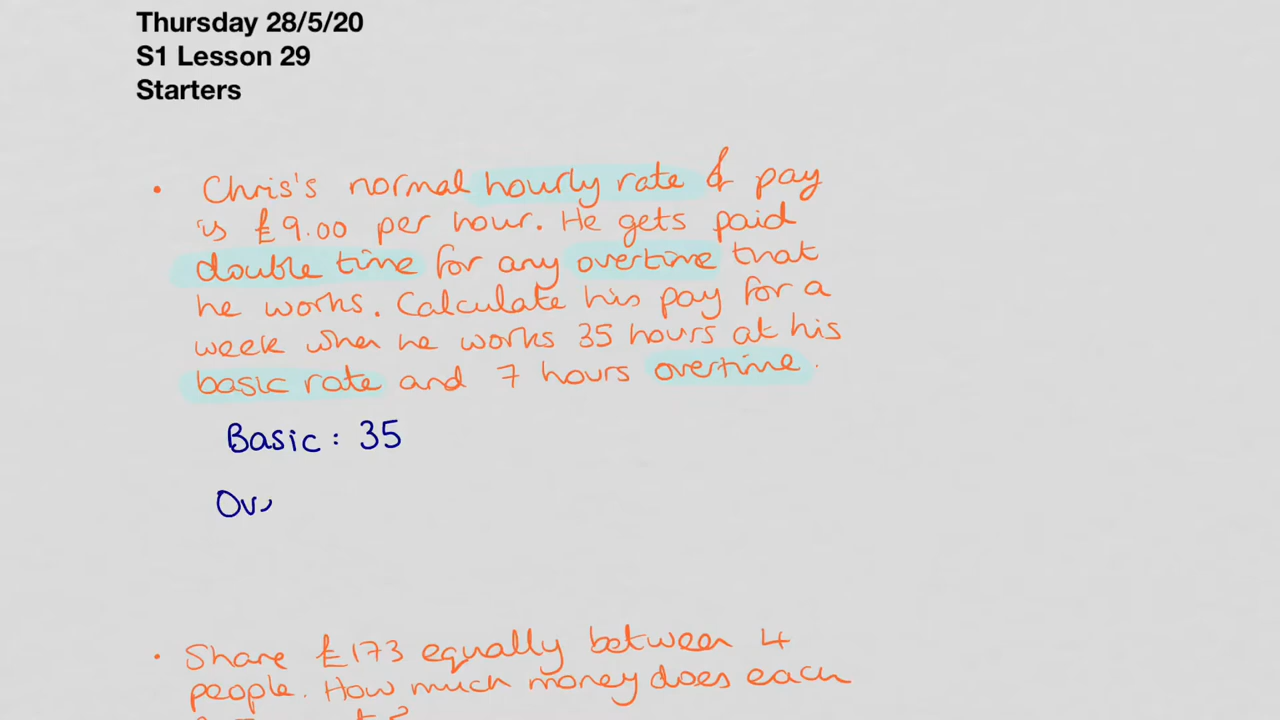 Thursday 28/5/20
S1 Lesson 29
Starters
• Chris's normal hourly rate of pay
is £9.00 per hour. He gets paid
double time for any overtime that
he works. Calculate his pay for a
week when he works 35 hours at his
basic rate and 7 hours overtime.
Basic: 35
Ov
• Share £173 equally between 4
people. How much money does each